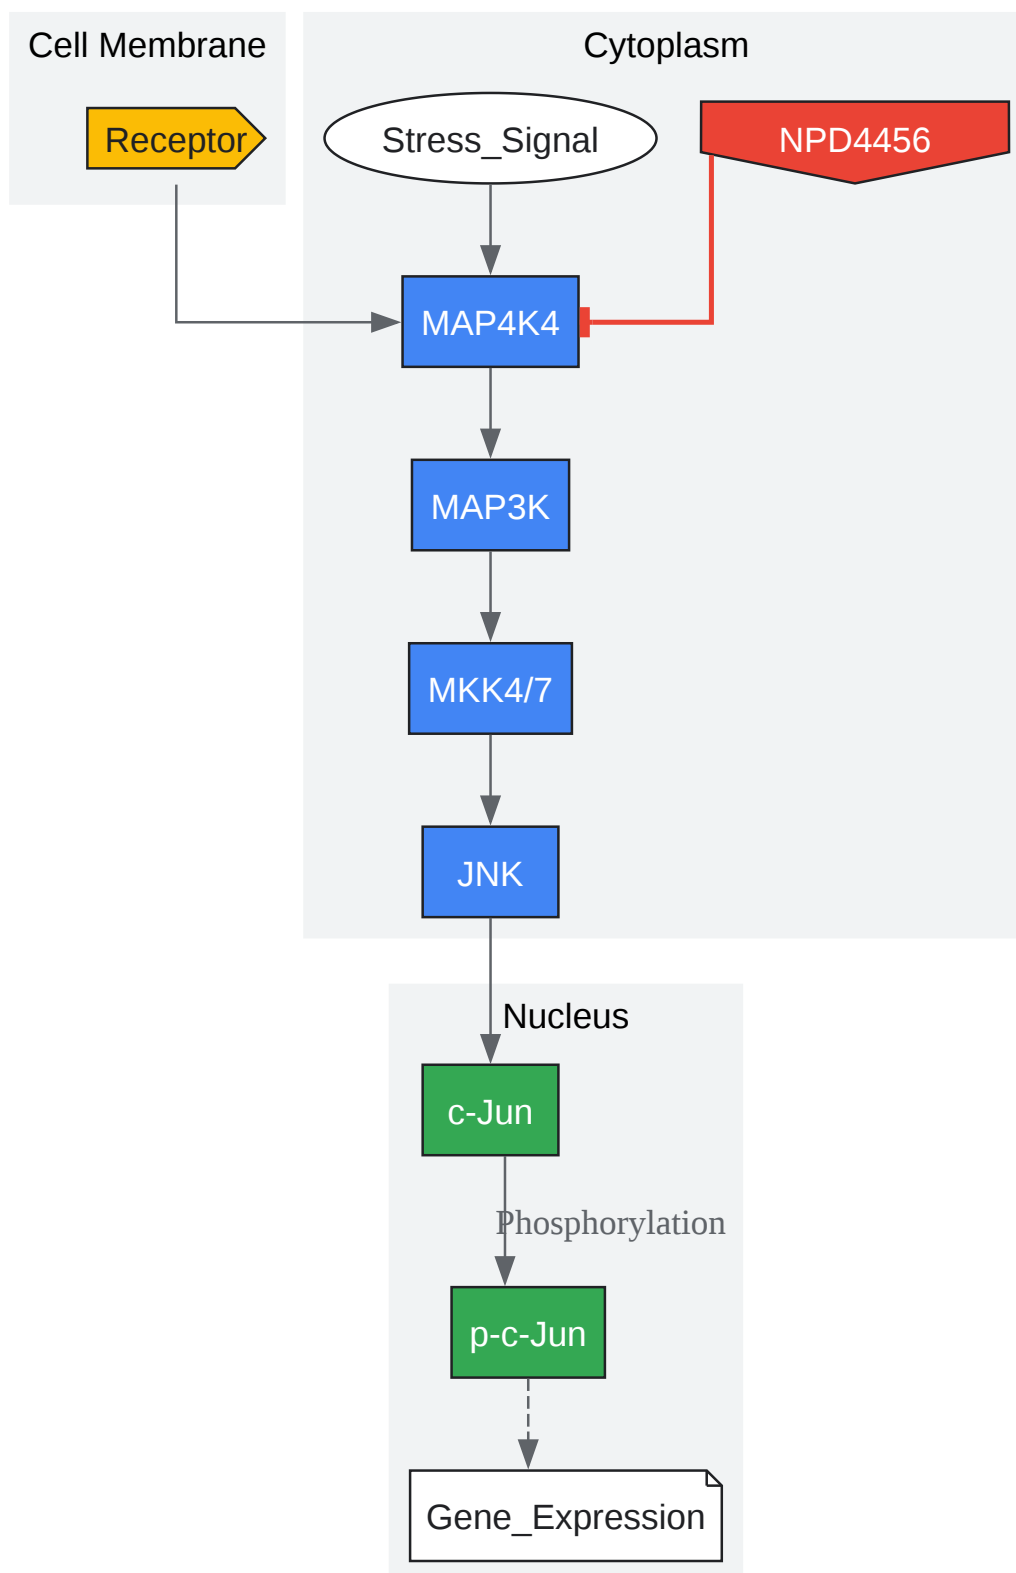 Cell Membrane
Cytoplasm
Receptor
Stress_Signal
NPD4456
MAP4K4
MAP3K
MKK4/7
JNK
Nucleus
c-Jun
Phosphorylation
p-c-Jun
Gene_Expression